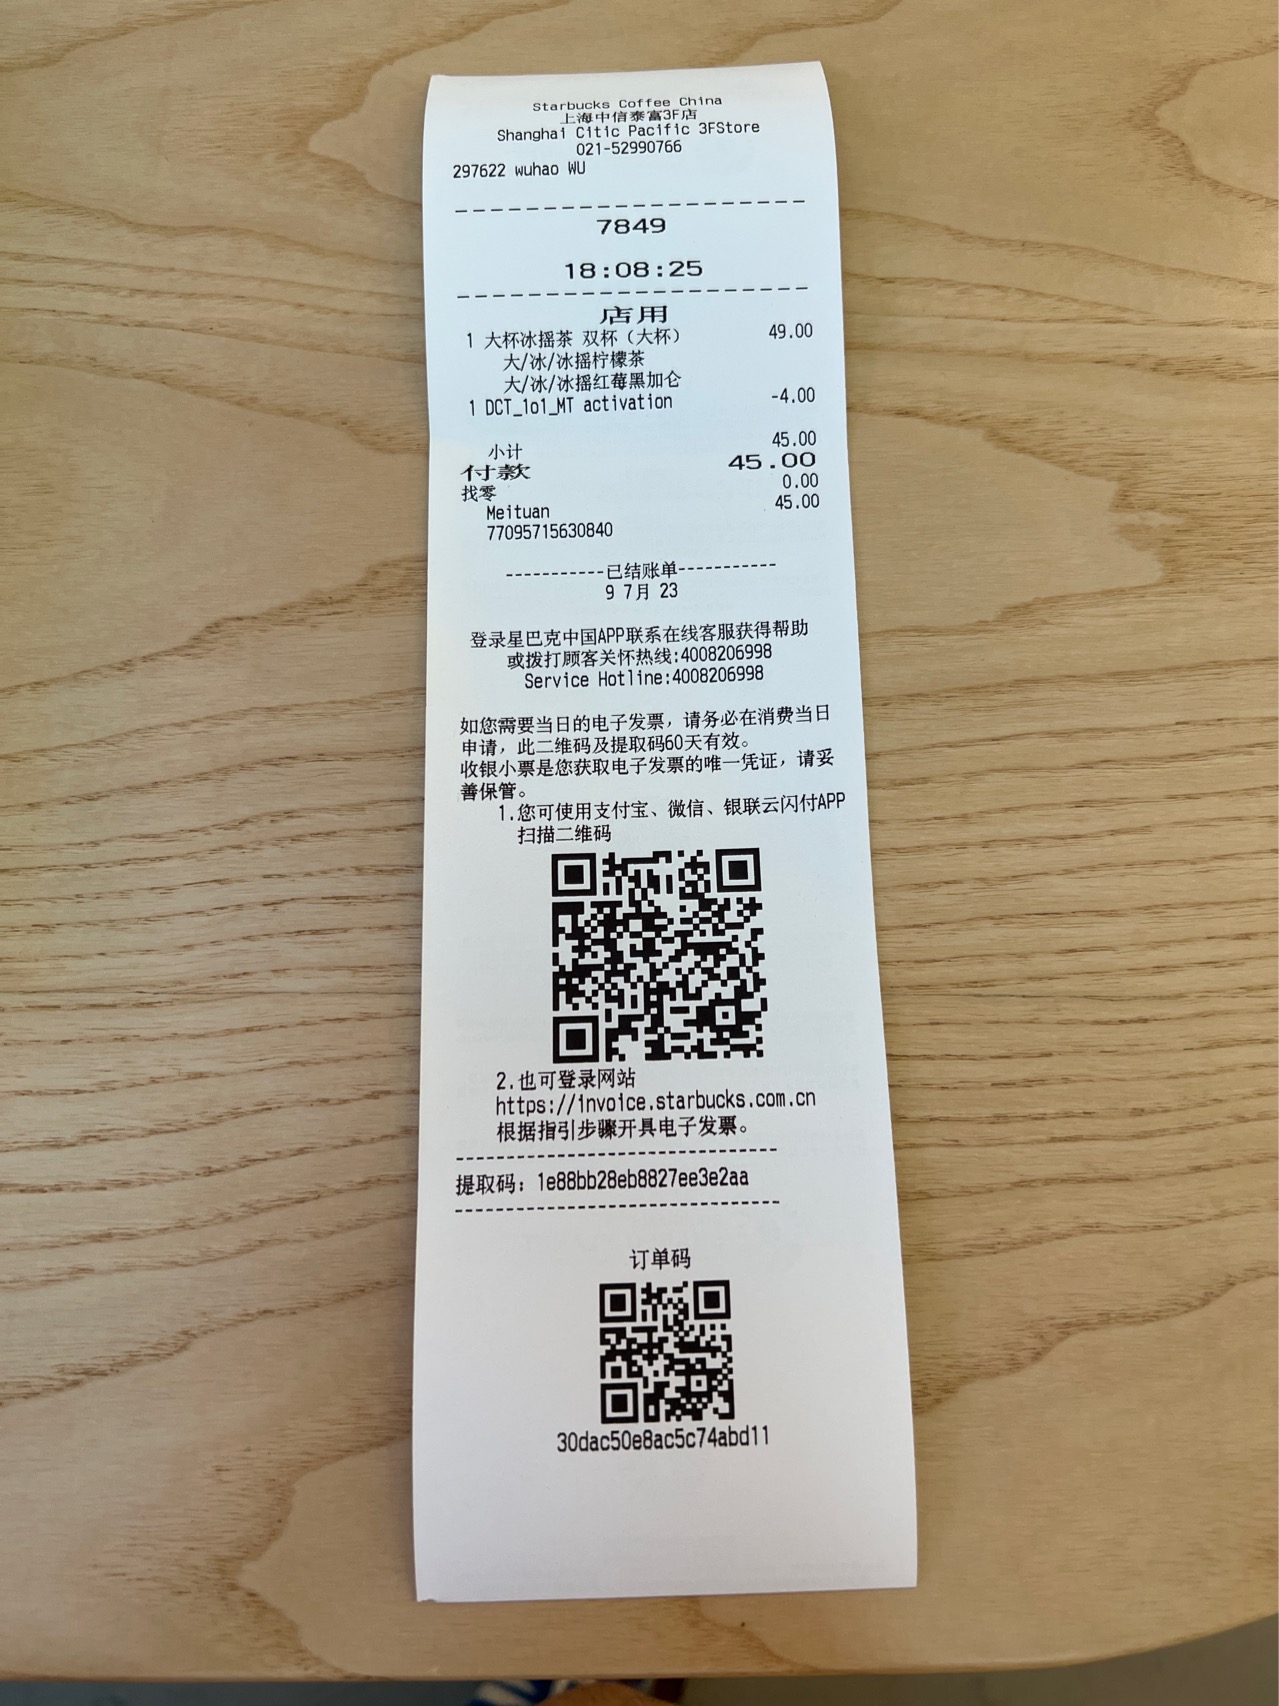 Starbucks Coffee China
上海中信泰富3F店
Shanghai Citic Pacific 3FStore
021-52990766
297622 wuhao WU
7849
18:08:25
店用
1 大杯冰摇茶 双杯（大杯） 49.00
大/冰/冰摇柠檬茶
大/冰/冰摇红莓黑加仑
1 DCT_1o1_MT activation -4.00
小计 45.00
付款 45.00
找零 0.00
Meituan 45.00
77095715630840
-----------已结账单-----------
9 7月 23
登录星巴克中国APP联系在线客服获得帮助
或拨打顾客关怀热线:4008206998
Service Hotline:4008206998
如您需要当日的电子发票，请务必在消费当日
申请，此二维码及提取码60天有效。
收银小票是您获取电子发票的唯一凭证，请妥
善保管。
1.您可使用支付宝、微信、银联云闪付APP
扫描二维码
2.也可登录网站
https://invoice.starbucks.com.cn
根据指引步骤开具电子发票。
提取码：1e88bb28eb8827ee3e2aa
订单码
30dac50e8ac5c74abd11